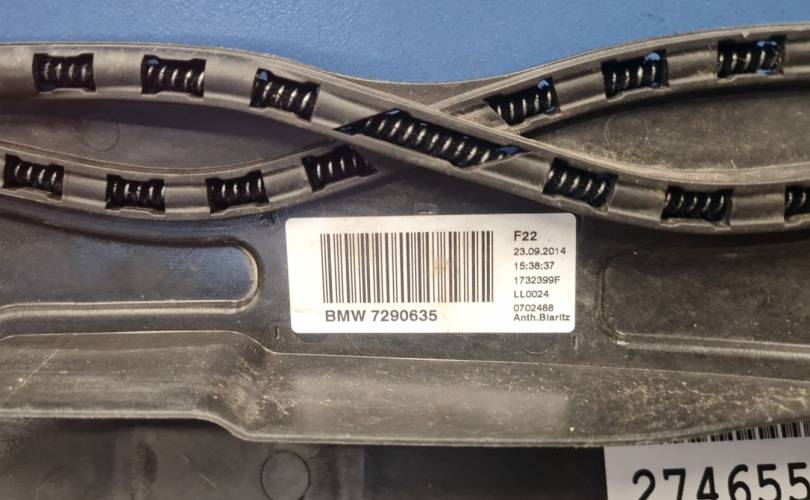 F22
23.09.2014
15:38:37
1732399F
LL0024
0702488
Anth.Biaritz
BMW 7290635
274655